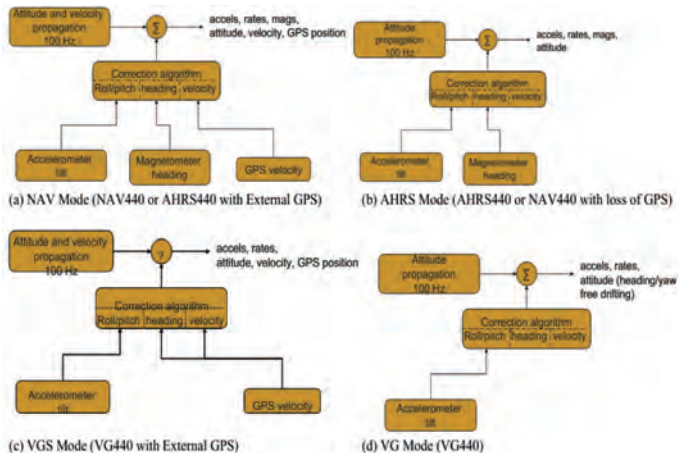 Attitude and velocity
propagation
100 Hz
Σ
accels, rates, mags,
attitude, velocity, GPS position
Correction algorithm
Roll/pitch heading velocity
Accelerometer
tilt
Magnetometer
heading
GPS velocity
(a) NAV Mode (NAV440 or AHRS440 with External GPS)
Attitude
propagation
100 Hz
Σ
accels, rates, mags,
attitude
Correction algorithm
Roll/pitch heading velocity
Accelerometer
tilt
Magnetometer
heading
(b) AHRS Mode (AHRS440 or NAV440 with loss of GPS)
Attitude and velocity
propagation
100 Hz
?
accels, rates,
attitude, velocity, GPS position
Correction algorithm
Roll/pitch heading velocity
Accelerometer
tilt
GPS velocity
(c) VGS Mode (VG440 with External GPS)
Attitude
propagation
100 Hz
Σ
accels, rates,
attitude (heading/yaw
free drifting)
Correction algorithm
Roll/pitch heading velocity
Accelerometer
tilt
(d) VG Mode (VG440)